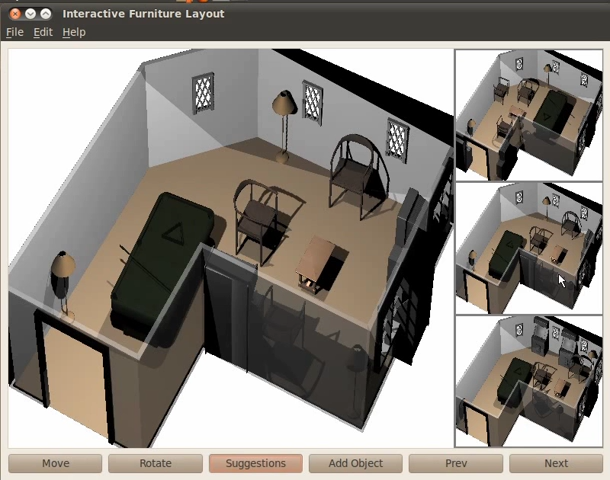 Interactive Furniture Layout
File Edit Help
Move Rotate Suggestions Add Object Prev Next